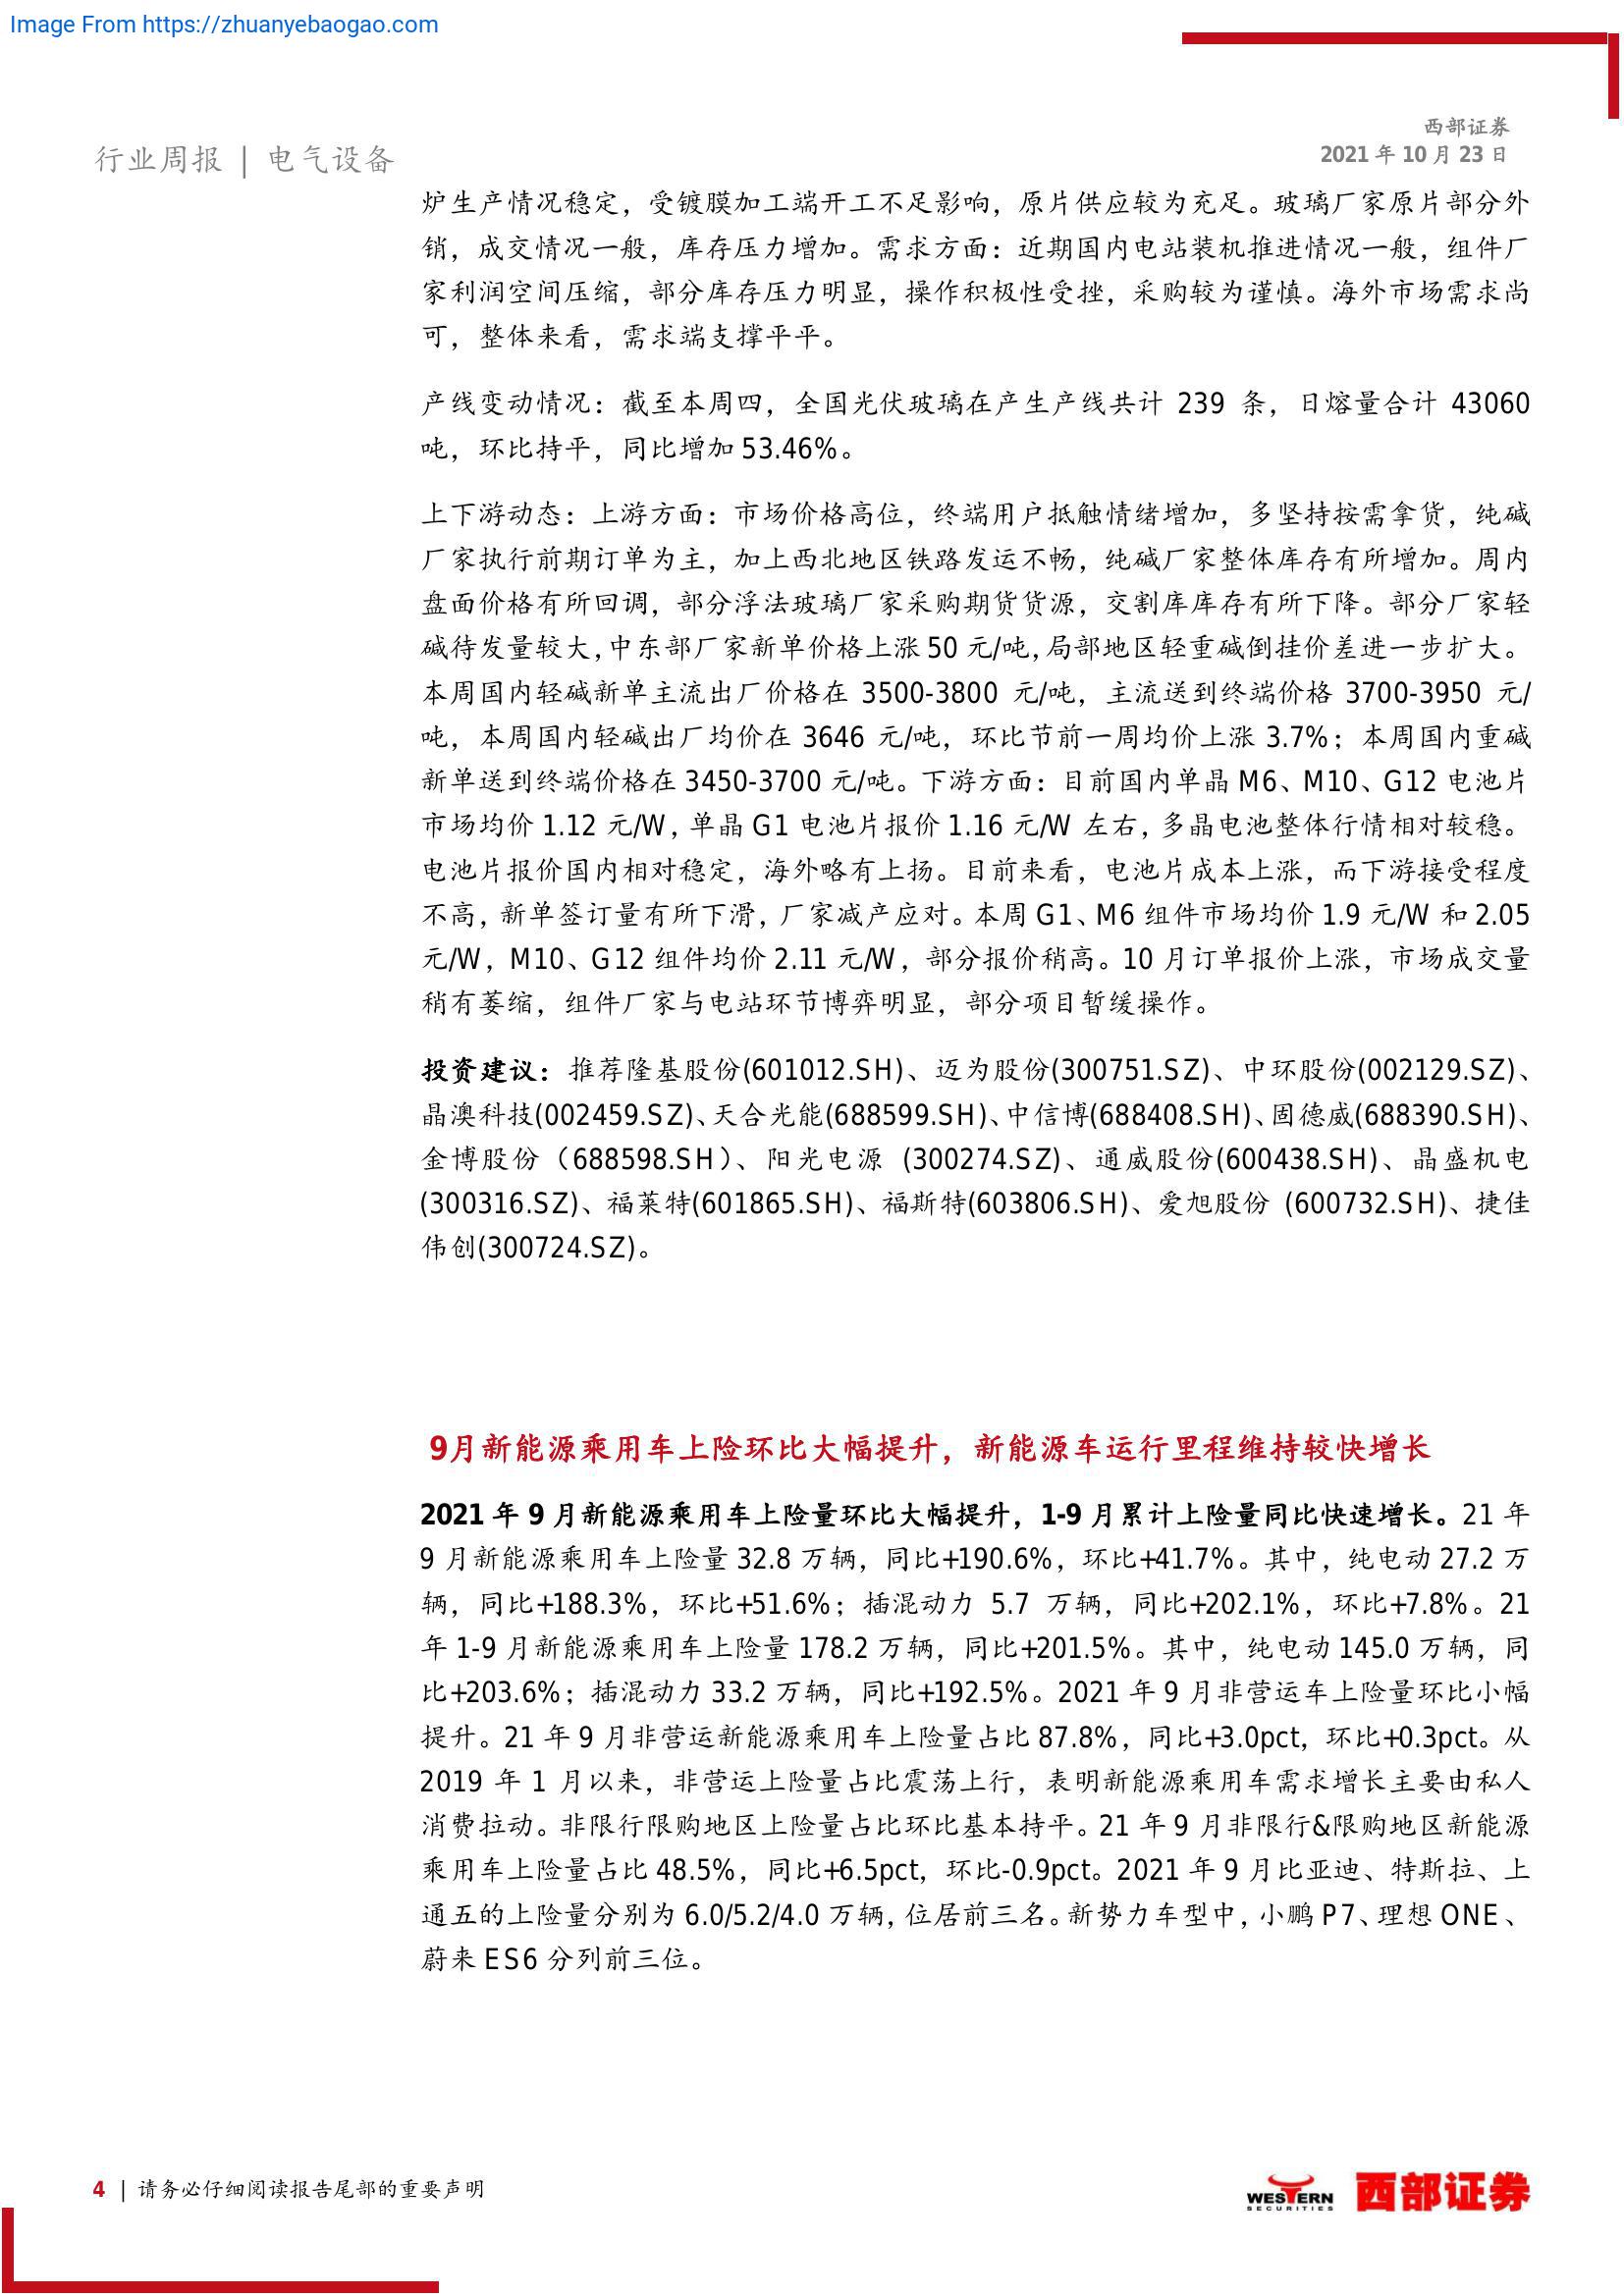 Image From https://zhuanyebaogao.com
西部证券
2021 年 10 月 23 日
行业周报 | 电气设备
炉生产情况稳定，受镀膜加工端开工不足影响，原片供应较为充足。玻璃厂家原片部分外
销，成交情况一般，库存压力增加。需求方面：近期国内电站装机推进情况一般，组件厂
家利润空间压缩，部分库存压力明显，操作积极性受挫，采购较为谨慎。海外市场需求尚
可，整体来看，需求端支撑平平。
产线变动情况：截至本周四，全国光伏玻璃在产生产线共计 239 条，日熔量合计 43060
吨，环比持平，同比增加 53.46%。
上下游动态：上游方面：市场价格高位，终端用户抵触情绪增加，多坚持按需拿货，纯碱
厂家执行前期订单为主，加上西北地区铁路发运不畅，纯碱厂家整体库存有所增加。周内
盘面价格有所回调，部分浮法玻璃厂家采购期货货源，交割库库存有所下降。部分厂家轻
碱待发量较大，中东部厂家新单价格上涨 50 元/吨，局部地区轻重碱倒挂价差进一步扩大。
本周国内轻碱新单主流出厂价格在 3500-3800 元/吨，主流送到终端价格 3700-3950 元/
吨，本周国内轻碱出厂均价在 3646 元/吨，环比节前一周均价上涨 3.7%；本周国内重碱
新单送到终端价格在 3450-3700 元/吨。下游方面：目前国内单晶 M6、M10、G12 电池片
市场均价 1.12 元/W，单晶 G1 电池片报价 1.16 元/W 左右，多晶电池整体行情相对较稳。
电池片报价国内相对稳定，海外略有上扬。目前来看，电池片成本上涨，而下游接受程度
不高，新单签订量有所下滑，厂家减产应对。本周 G1、M6 组件市场均价 1.9 元/W 和 2.05
元/W，M10、G12 组件均价 2.11 元/W，部分报价稍高。10 月订单报价上涨，市场成交量
稍有萎缩，组件厂家与电站环节博弈明显，部分项目暂缓操作。
投资建议：推荐隆基股份(601012.SH)、迈为股份(300751.SZ)、中环股份(002129.SZ)、
晶澳科技(002459.SZ)、天合光能(688599.SH)、中信博(688408.SH)、固德威(688390.SH)、
金博股份（688598.SH）、阳光电源 (300274.SZ)、通威股份(600438.SH)、晶盛机电
(300316.SZ)、福莱特(601865.SH)、福斯特(603806.SH)、爱旭股份 (600732.SH)、捷佳
伟创(300724.SZ)。
9月新能源乘用车上险环比大幅提升，新能源车运行里程维持较快增长
2021 年 9 月新能源乘用车上险量环比大幅提升，1-9 月累计上险量同比快速增长。21 年
9 月新能源乘用车上险量 32.8 万辆，同比+190.6%，环比+41.7%。其中，纯电动 27.2 万
辆，同比+188.3%，环比+51.6%；插混动力 5.7 万辆，同比+202.1%，环比+7.8%。21
年 1-9 月新能源乘用车上险量 178.2 万辆，同比+201.5%。其中，纯电动 145.0 万辆，同
比+203.6%；插混动力 33.2 万辆，同比+192.5%。2021 年 9 月非营运车上险量环比小幅
提升。21 年 9 月非营运新能源乘用车上险量占比 87.8%，同比+3.0pct，环比+0.3pct。从
2019 年 1 月以来，非营运上险量占比震荡上行，表明新能源乘用车需求增长主要由私人
消费拉动。非限行限购地区上险量占比环比基本持平。21 年 9 月非限行&限购地区新能源
乘用车上险量占比 48.5%，同比+6.5pct，环比-0.9pct。2021 年 9 月比亚迪、特斯拉、上
通五的上险量分别为 6.0/5.2/4.0 万辆，位居前三名。新势力车型中，小鹏 P7、理想 ONE、
蔚来 ES6 分列前三位。
4 | 请务必仔细阅读报告尾部的重要声明
WESTERN
SECURITIES
西部证券